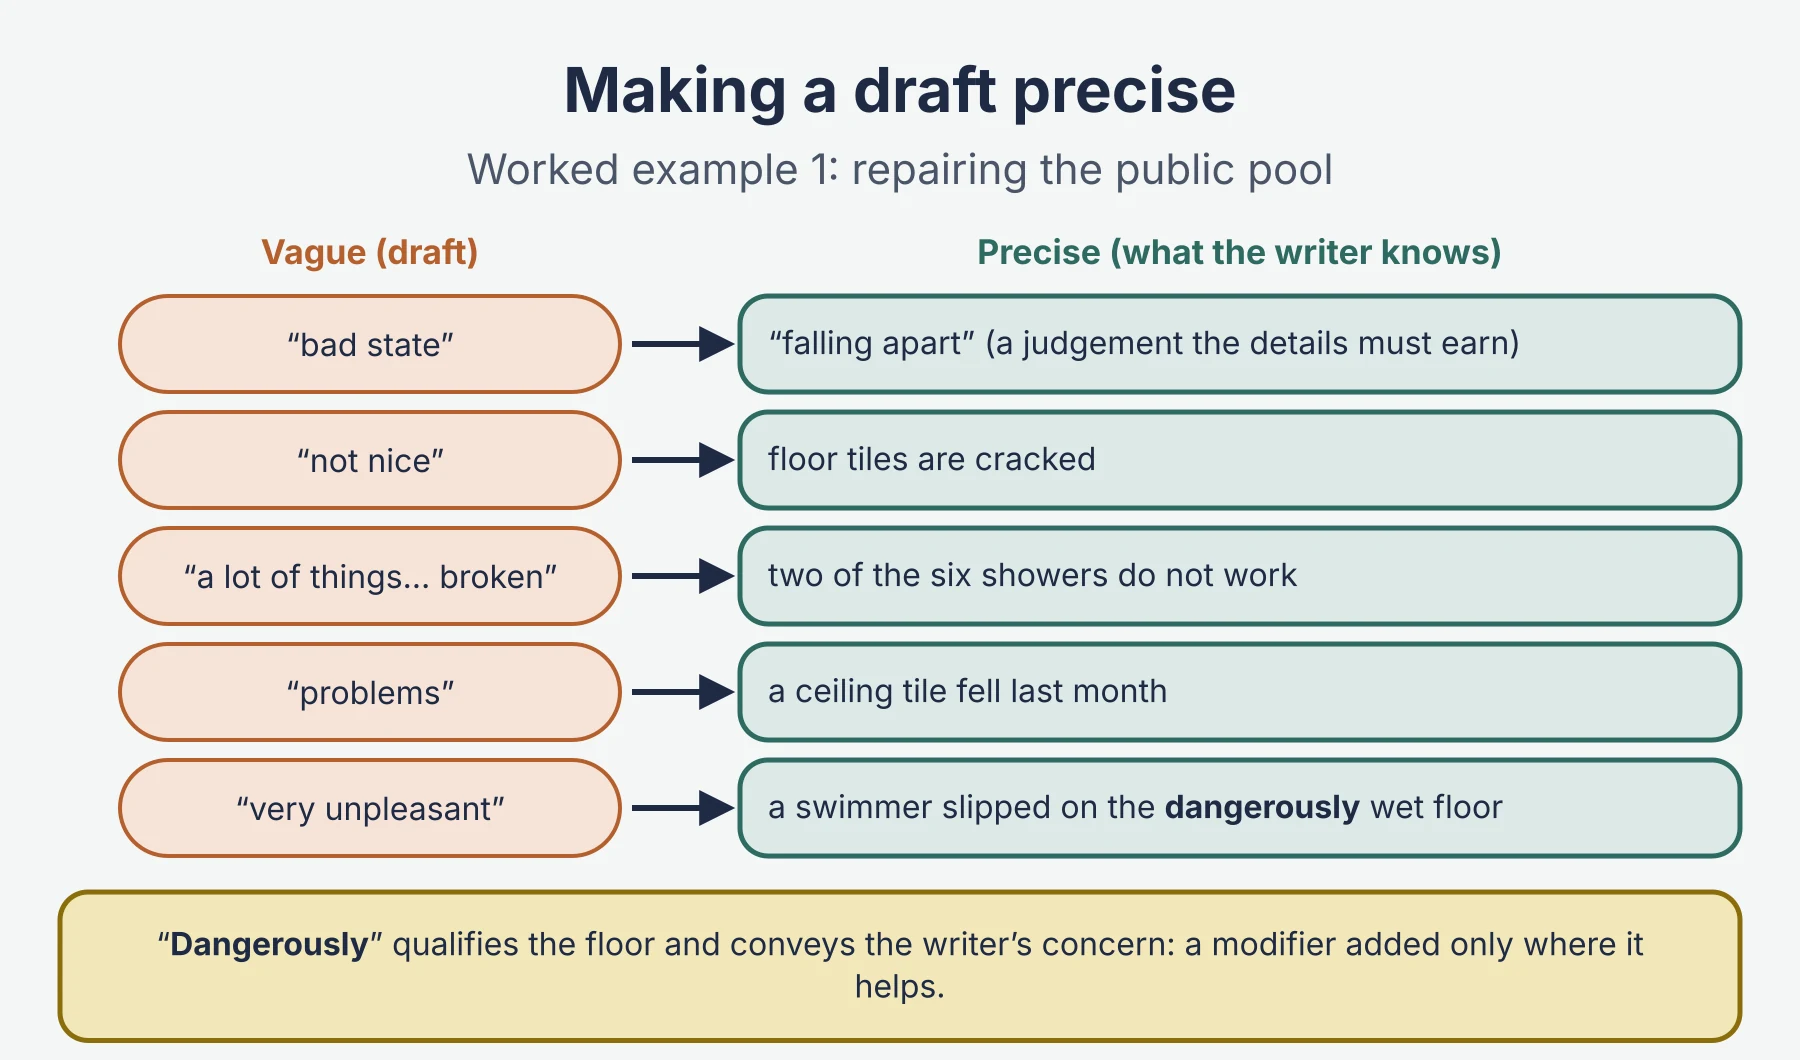 Making a draft precise
Worked example 1: repairing the public pool
Vague (draft)
Precise (what the writer knows)
“bad state”
“falling apart” (a judgement the details must earn)
“not nice”
floor tiles are cracked
“a lot of things… broken”
two of the six showers do not work
“problems”
a ceiling tile fell last month
“very unpleasant”
a swimmer slipped on the dangerously wet floor
“Dangerously” qualifies the floor and conveys the writer’s concern: a modifier added only where it
helps.